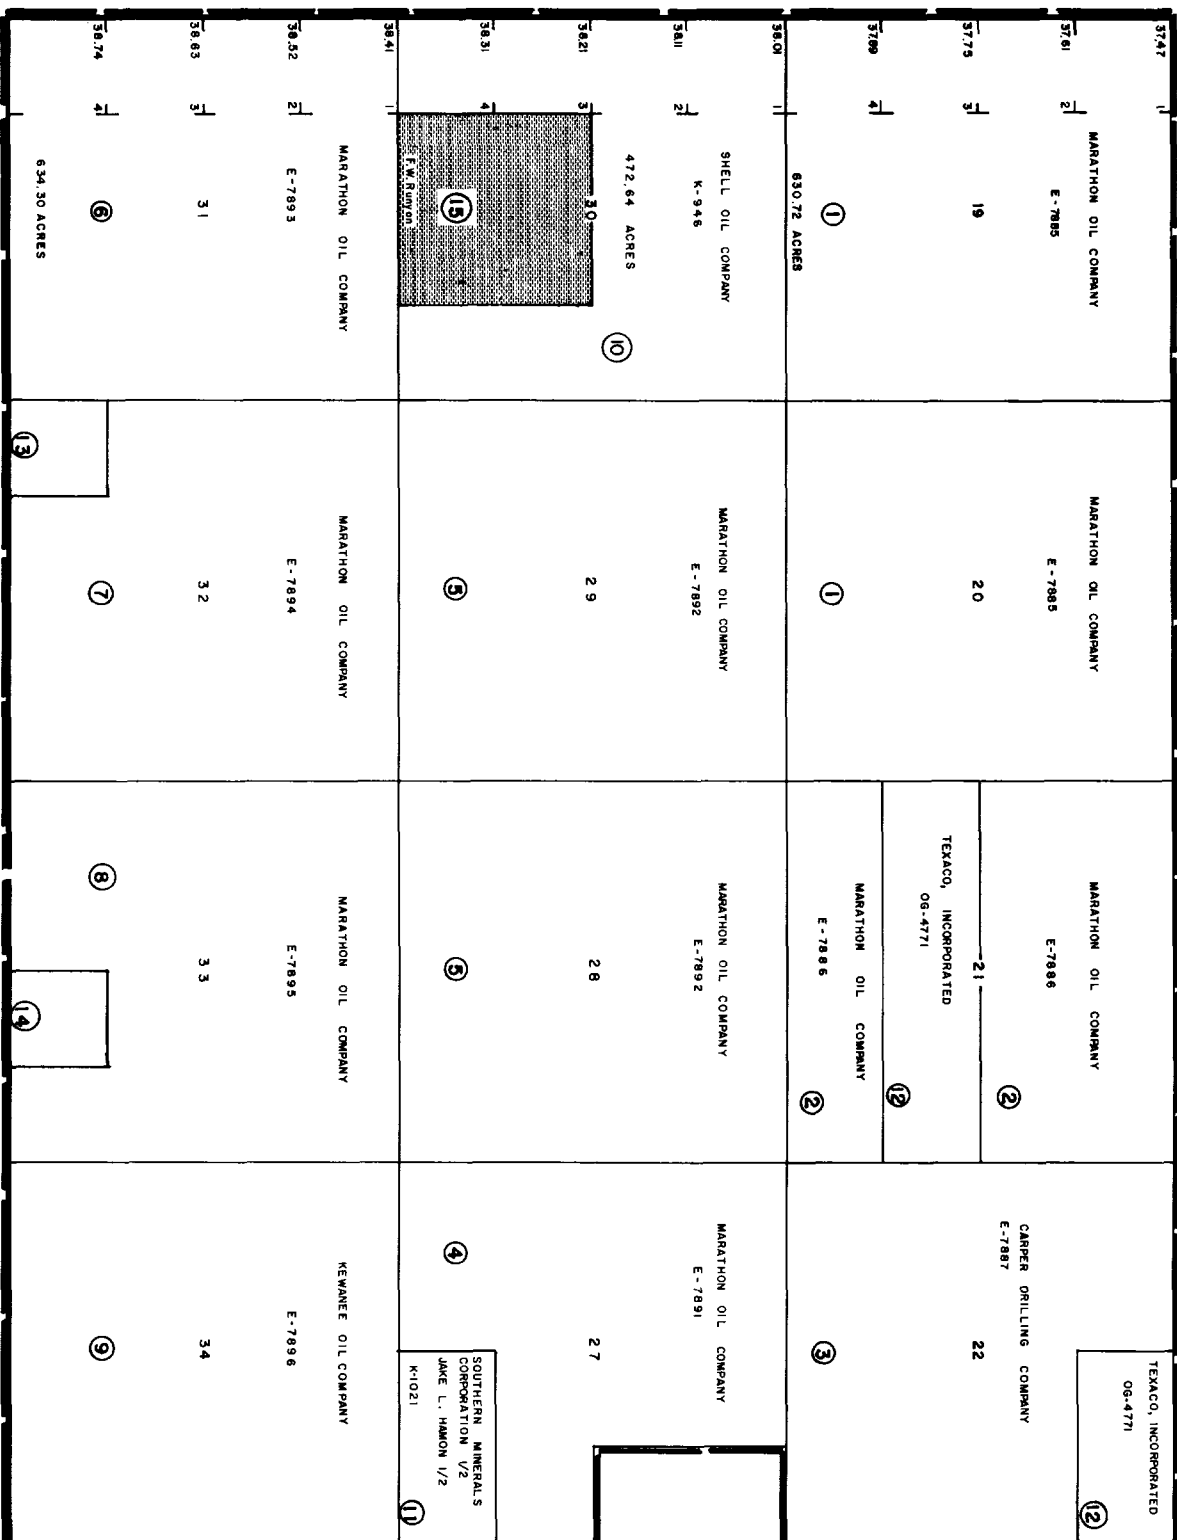 37.47
37.61
37.75
37.89
38.01
38.11
38.21
38.31
38.41
38.52
38.63
38.74
1
2
3
4
1
2
3
4
1
2
3
4
MARATHON OIL COMPANY
E-7885
19
1
630.72 ACRES
MARATHON OIL COMPANY
E-7885
20
1
MARATHON OIL COMPANY
E-7886
2
21
TEXACO, INCORPORATED
OG-4771
12
MARATHON OIL COMPANY
E-7886
2
TEXACO, INCORPORATED
OG-4771
12
CARPER DRILLING COMPANY
E-7887
22
3
SHELL OIL COMPANY
K-946
472.64 ACRES
10
30
15
F.W. Runyon
MARATHON OIL COMPANY
E-7892
29
5
MARATHON OIL COMPANY
E-7892
28
5
MARATHON OIL COMPANY
E-7891
27
4
SOUTHERN MINERALS
CORPORATION 1/2
JAKE L. HAMON 1/2
K-1021
11
MARATHON OIL COMPANY
E-7893
31
6
634.30 ACRES
MARATHON OIL COMPANY
E-7894
32
7
13
MARATHON OIL COMPANY
E-7895
33
8
14
KEWANEE OIL COMPANY
E-7896
34
9